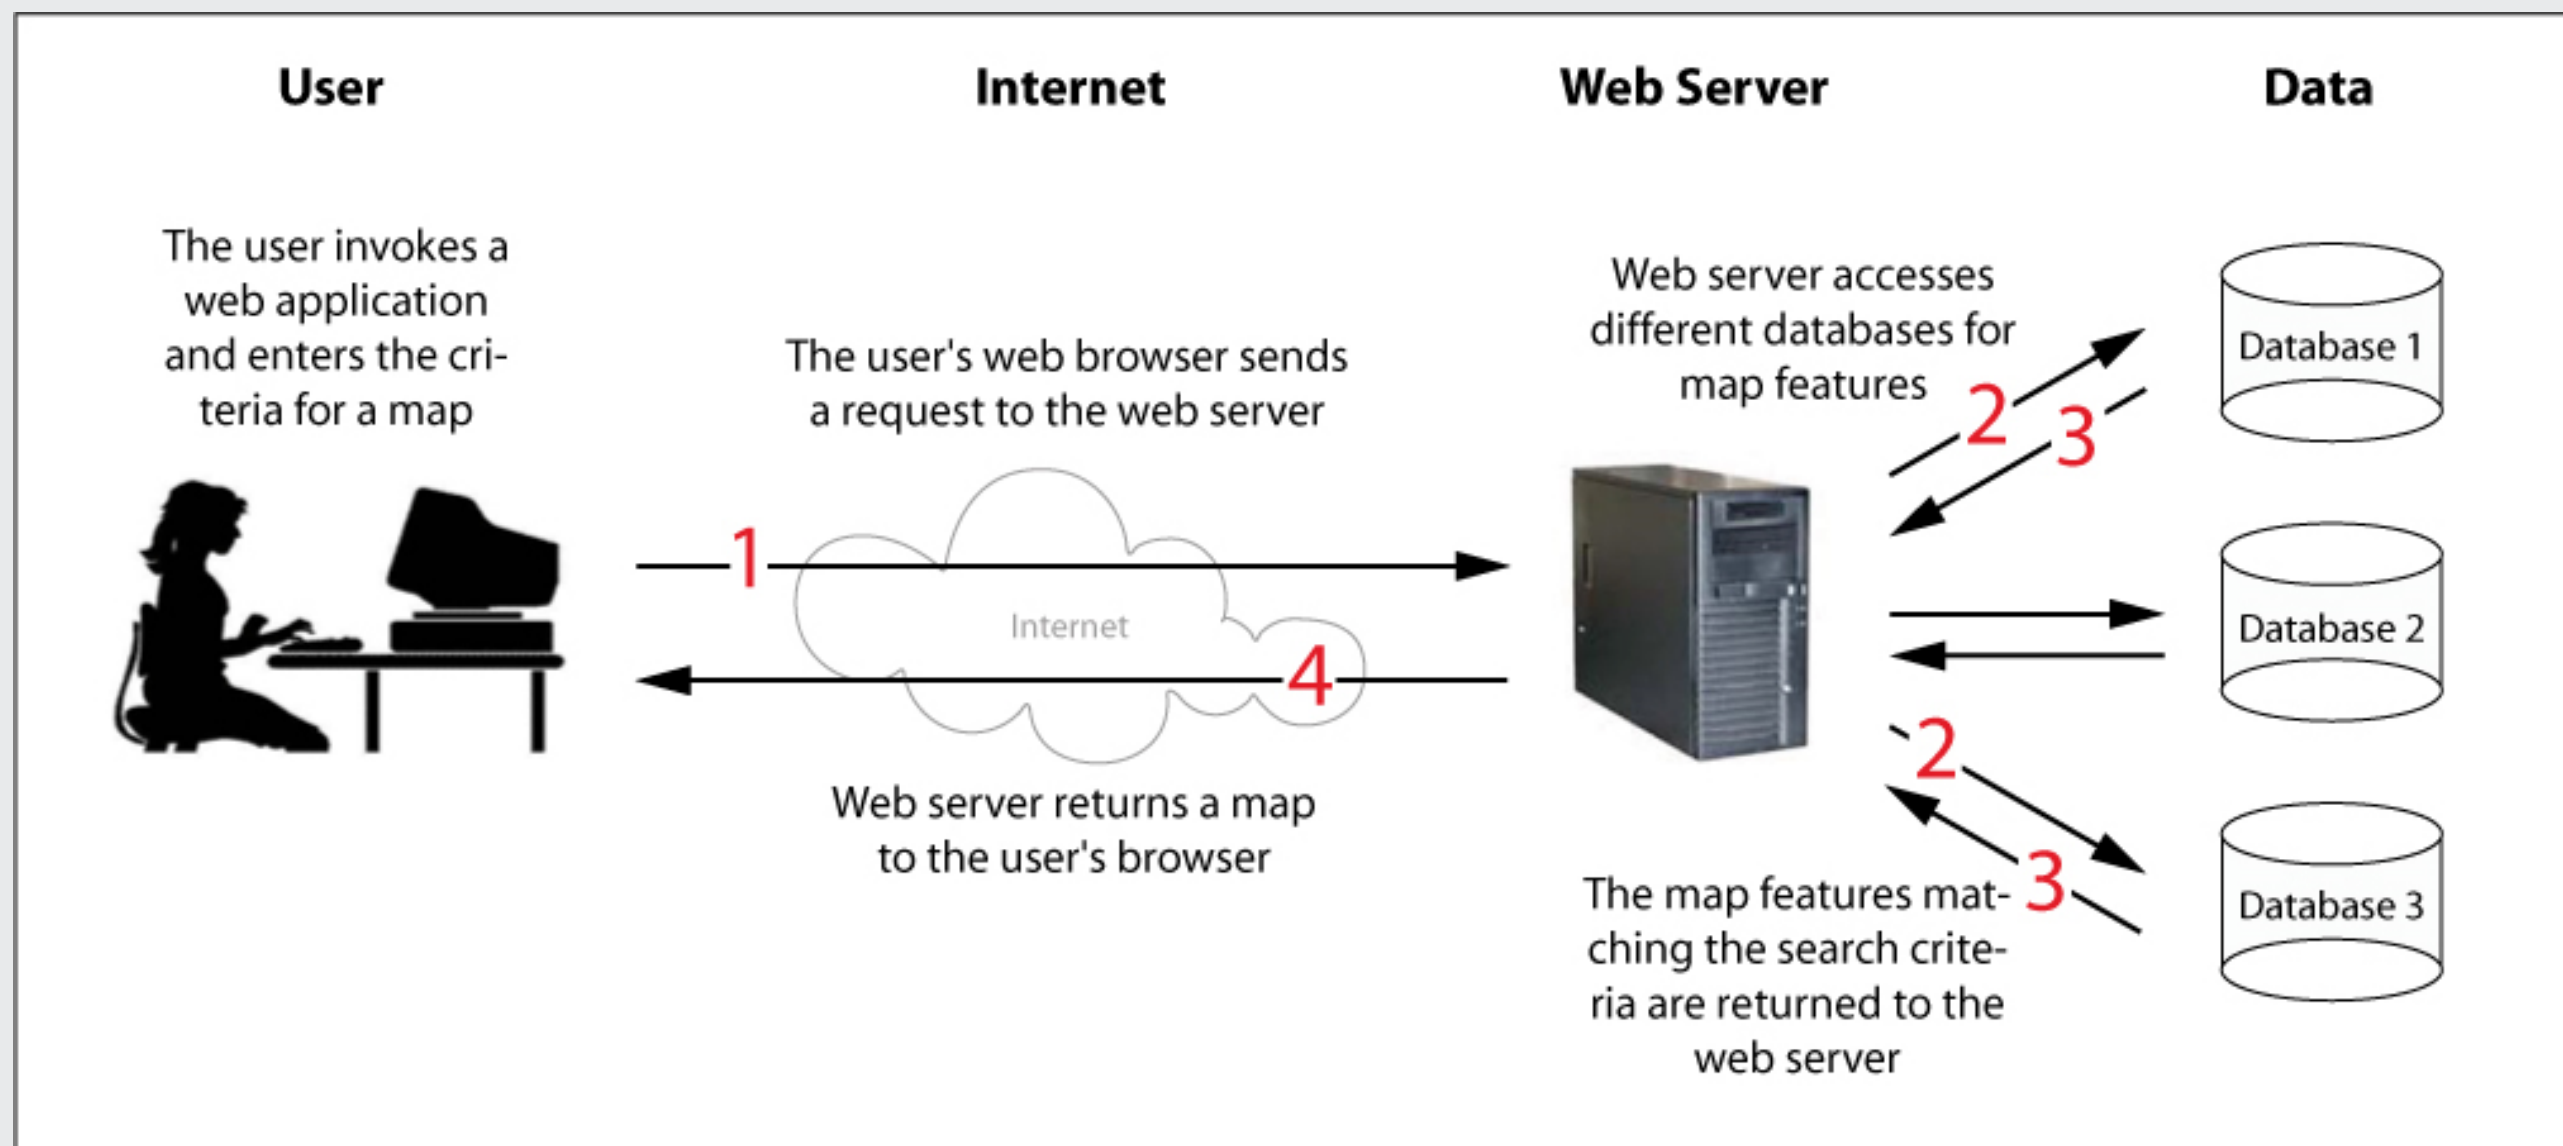 User
Internet
Web Server
Data
The user invokes a
web application
and enters the cri-
teria for a map
The user's web browser sends
a request to the web server
1
Internet
4
Web server returns a map
to the user's browser
Web server accesses
different databases for
map features
2
3
2
3
The map features mat-
ching the search crite-
ria are returned to the
web server
Database 1
Database 2
Database 3